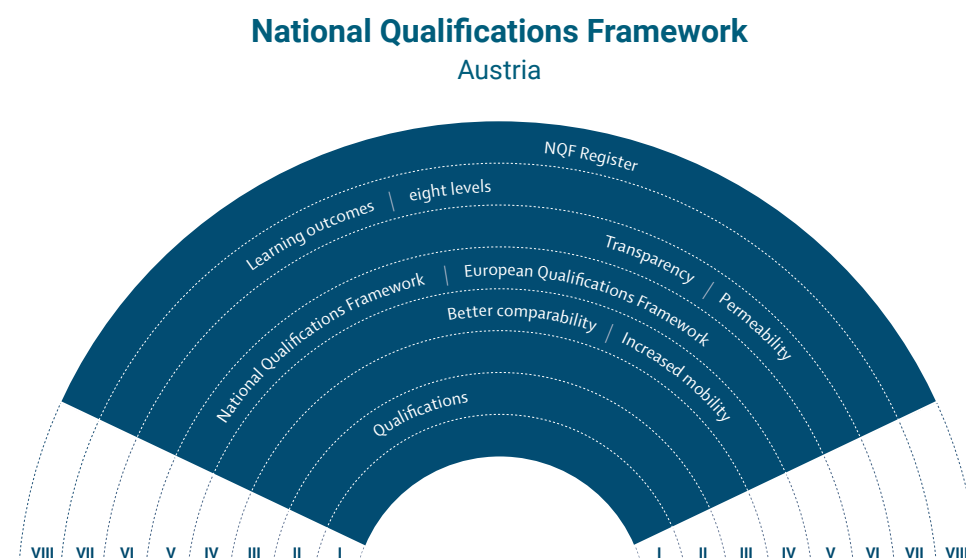 National Qualifications Framework
Austria
NQF Register
Learning outcomes | eight levels
Transparency / Permeability
National Qualifications Framework | European Qualifications Framework
Better comparability / Increased mobility
Qualifications
VIII VII VI V IV III II I I II III IV V VI VII VIII